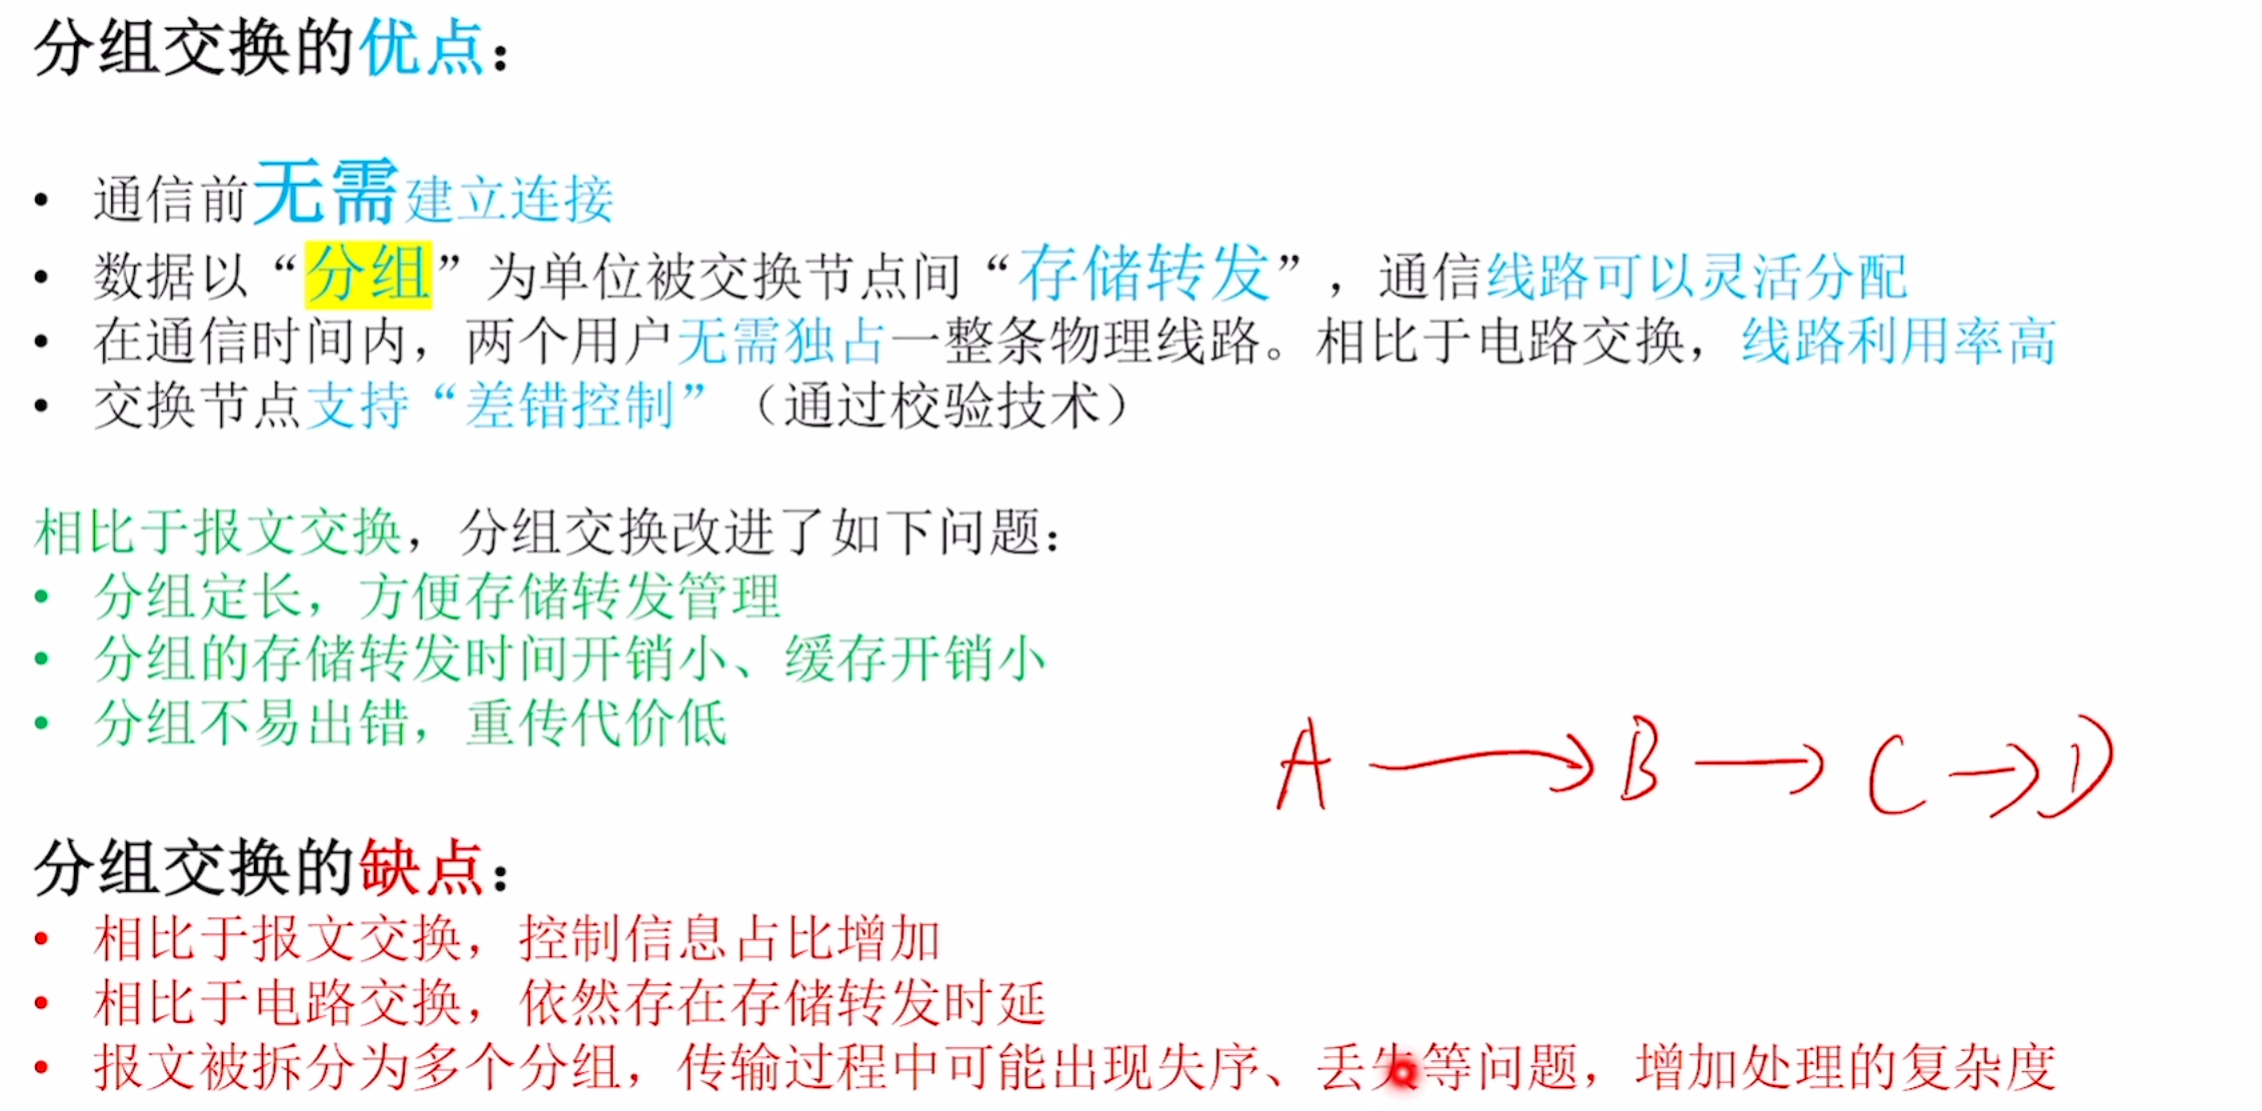 分组交换的优点：
• 通信前无需建立连接
• 数据以“分组”为单位被交换节点间“存储转发”，通信线路可以灵活分配
• 在通信时间内，两个用户无需独占一整条物理线路。相比于电路交换，线路利用率高
• 交换节点支持“差错控制”（通过校验技术）
相比于报文交换，分组交换改进了如下问题：
• 分组定长，方便存储转发管理
• 分组的存储转发时间开销小、缓存开销小
• 分组不易出错，重传代价低
A → B → C → D
分组交换的缺点：
• 相比于报文交换，控制信息占比增加
• 相比于电路交换，依然存在存储转发时延
• 报文被拆分为多个分组，传输过程中可能出现失序、丢失等问题，增加处理的复杂度